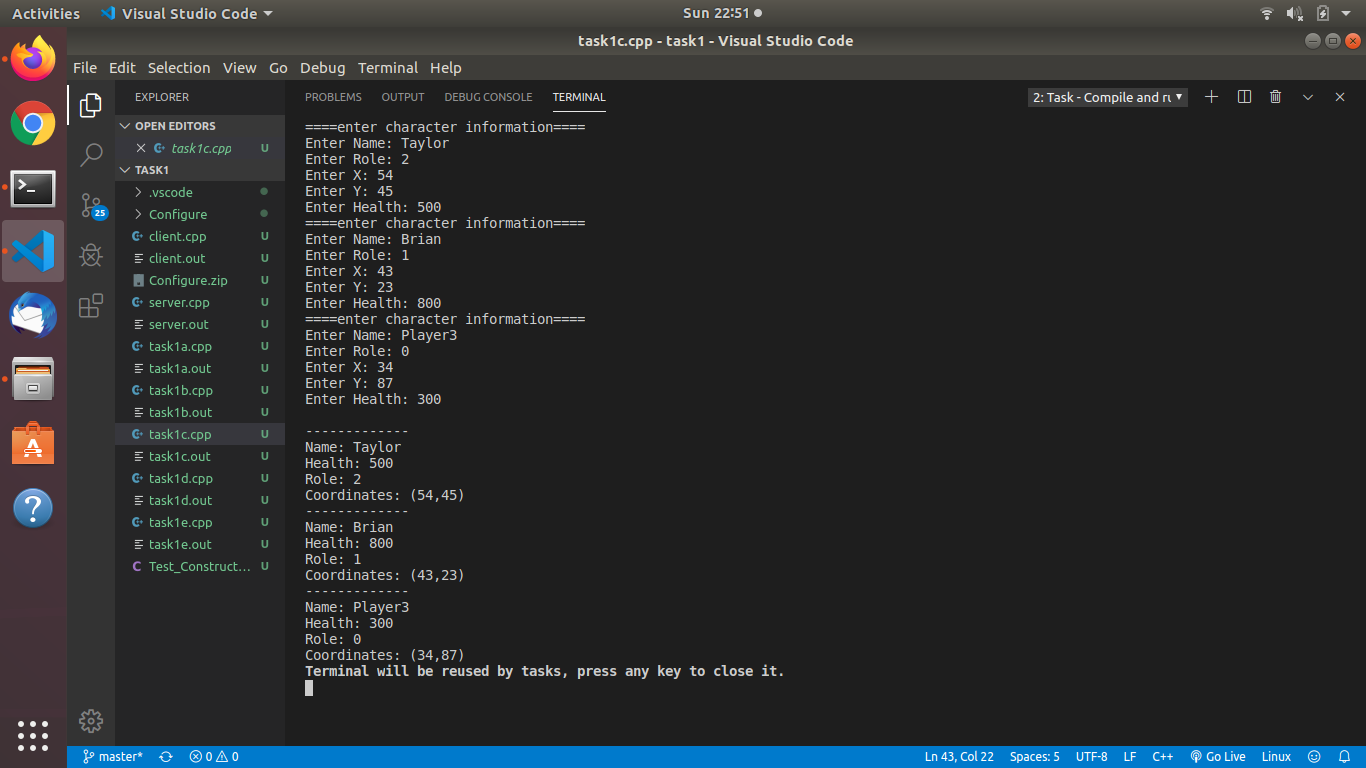 Activities Visual Studio Code Sun 22:51
task1c.cpp - task1 - Visual Studio Code
File Edit Selection View Go Debug Terminal Help
EXPLORER
OPEN EDITORS
task1c.cpp U
TASK1
.vscode
Configure
client.cpp U
client.out U
Configure.zip U
server.cpp U
server.out U
task1a.cpp U
task1a.out U
task1b.cpp U
task1b.out U
task1c.cpp U
task1c.out U
task1d.cpp U
task1d.out U
task1e.cpp U
task1e.out U
C Test_Construct... U
25
PROBLEMS OUTPUT DEBUG CONSOLE TERMINAL 2: Task - Compile and ru
====enter character information====
Enter Name: Taylor
Enter Role: 2
Enter X: 54
Enter Y: 45
Enter Health: 500
====enter character information====
Enter Name: Brian
Enter Role: 1
Enter X: 43
Enter Y: 23
Enter Health: 800
====enter character information====
Enter Name: Player3
Enter Role: 0
Enter X: 34
Enter Y: 87
Enter Health: 300
-------------
Name: Taylor
Health: 500
Role: 2
Coordinates: (54,45)
-------------
Name: Brian
Health: 800
Role: 1
Coordinates: (43,23)
-------------
Name: Player3
Health: 300
Role: 0
Coordinates: (34,87)
Terminal will be reused by tasks, press any key to close it.
master* 0 0 Ln 43, Col 22 Spaces: 5 UTF-8 LF C++ Go Live Linux